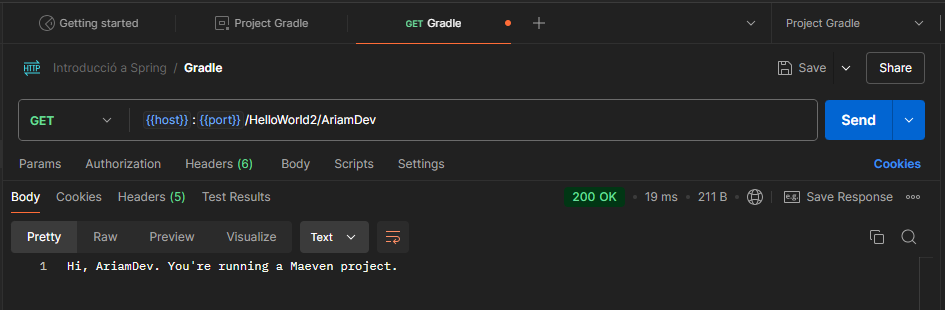 Getting started Project Gradle GET Gradle Project Gradle
HTTP Introducció a Spring / Gradle Save Share
GET {{host}} : {{port}} /HelloWorld2/AriamDev Send
Params Authorization Headers (6) Body Scripts Settings Cookies
Body Cookies Headers (5) Test Results 200 OK • 19 ms • 211 B • e.g. Save Response
Pretty Raw Preview Visualize Text
1 Hi, AriamDev. You're running a Maeven project.